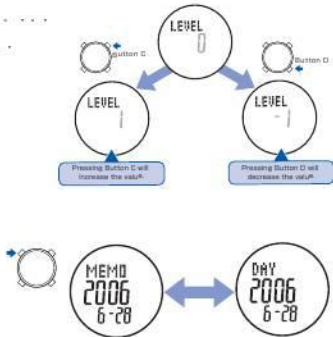 LEVEL
0
Button C
Button D
LEVEL
1
LEVEL
-1
Pressing Button C will
increase the value.
Pressing Button D will
decrease the value.
MEMO
2006
6-28
DAY
2006
6-28